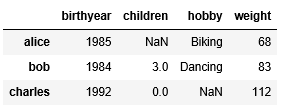 birthyear children hobby weight
alice 1985 NaN Biking 68
bob 1984 3.0 Dancing 83
charles 1992 0.0 NaN 112